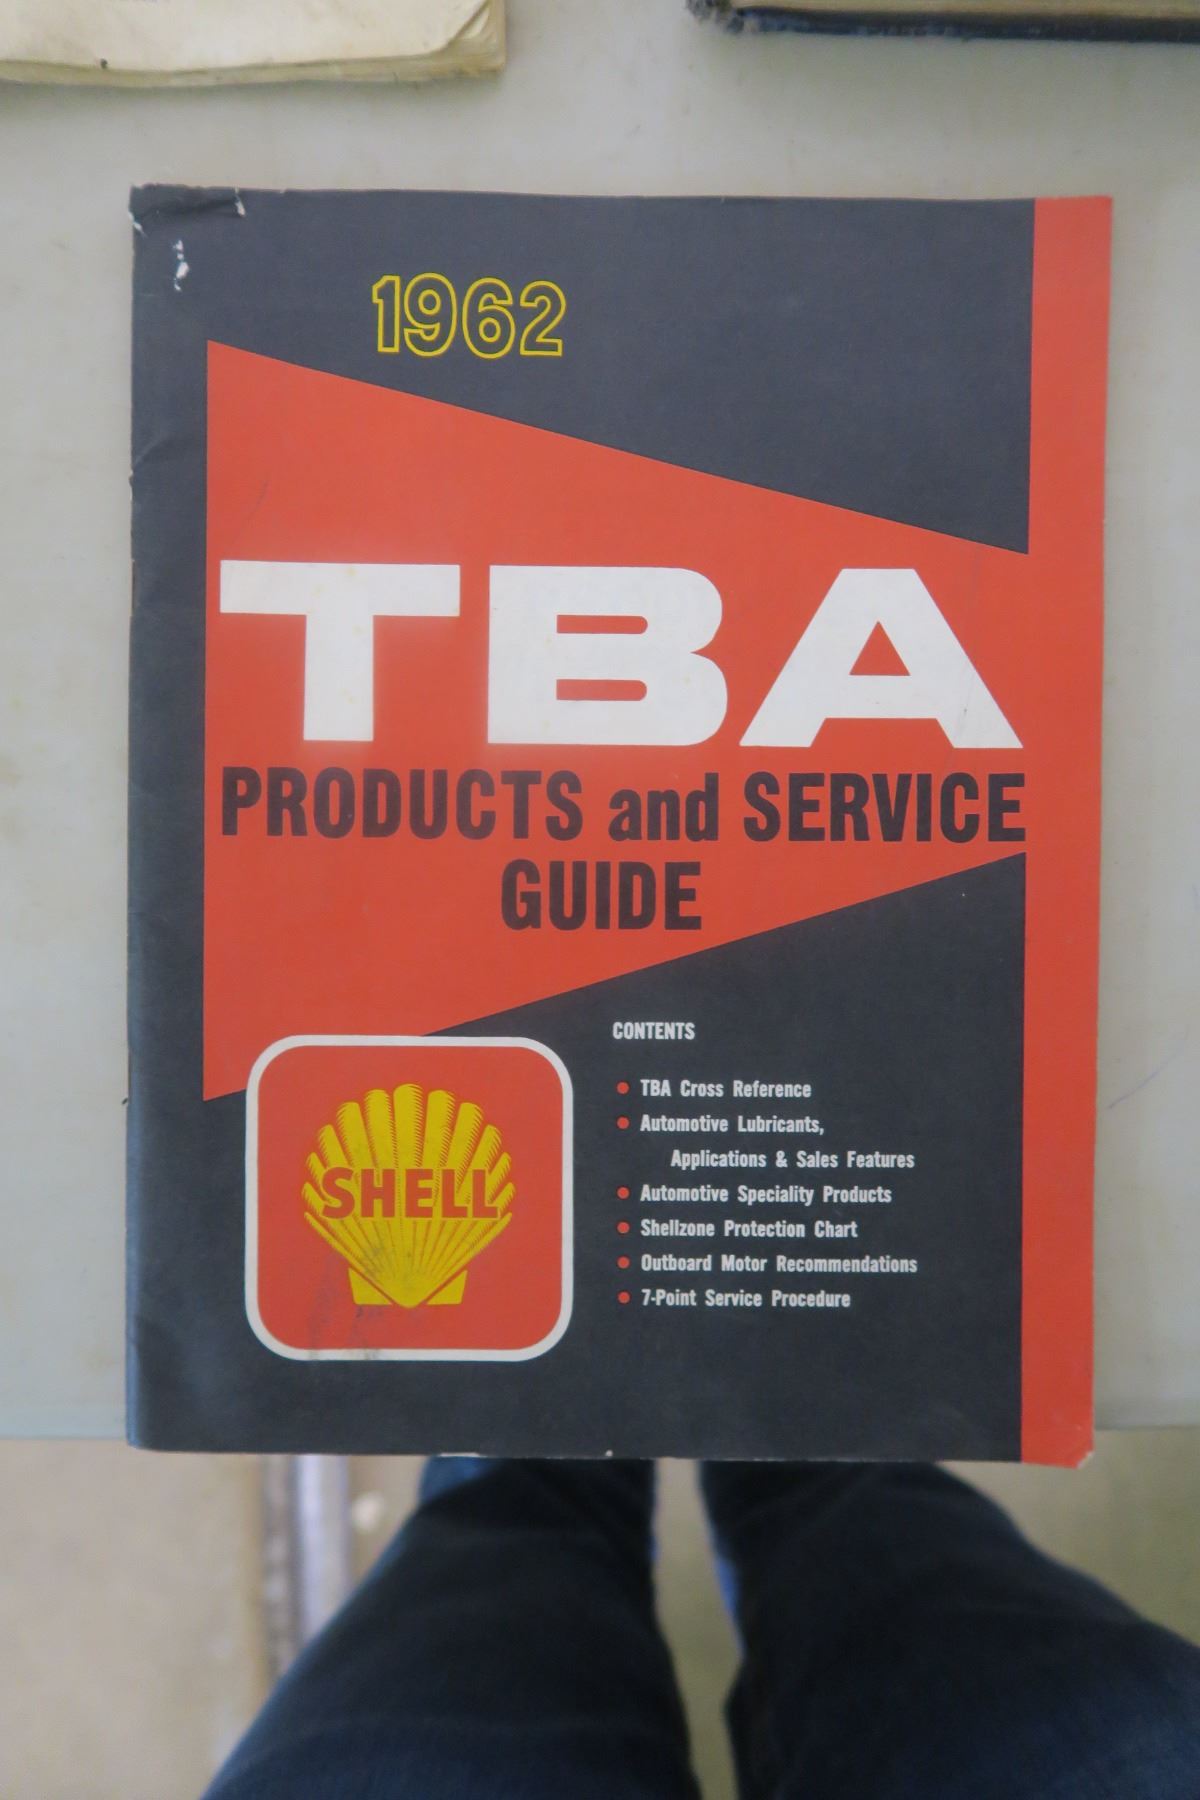 1962
TBA
PRODUCTS and SERVICE
GUIDE
SHELL
CONTENTS
• TBA Cross Reference
• Automotive Lubricants,
Applications & Sales Features
• Automotive Speciality Products
• Shellzone Protection Chart
• Outboard Motor Recommendations
• 7-Point Service Procedure